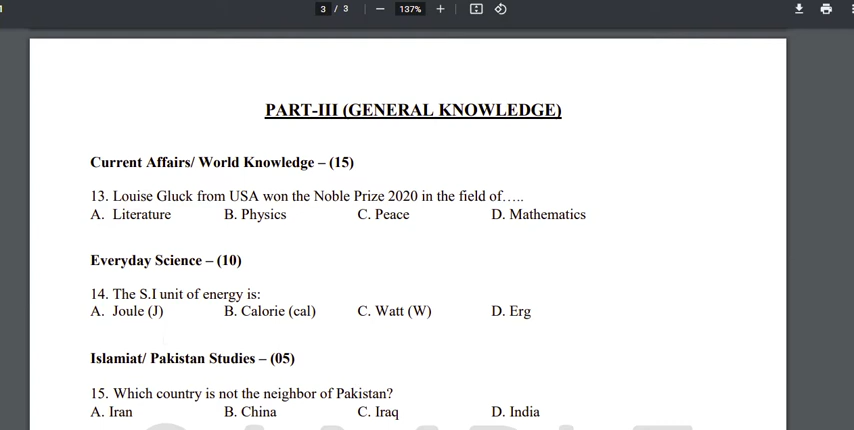 3 / 3 137%
PART-III (GENERAL KNOWLEDGE)
Current Affairs/ World Knowledge – (15)
13. Louise Gluck from USA won the Noble Prize 2020 in the field of…..
A. Literature B. Physics C. Peace D. Mathematics
Everyday Science – (10)
14. The S.I unit of energy is:
A. Joule (J) B. Calorie (cal) C. Watt (W) D. Erg
Islamiat/ Pakistan Studies – (05)
15. Which country is not the neighbor of Pakistan?
A. Iran B. China C. Iraq D. India